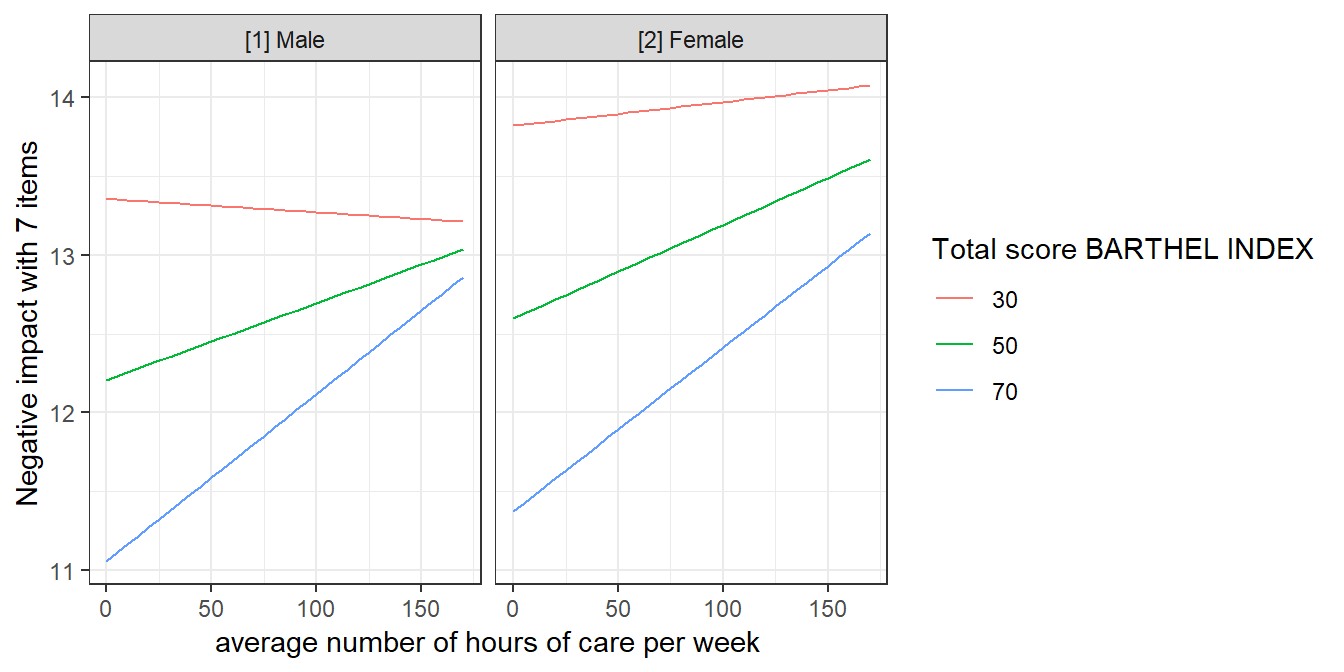 [1] Male
[2] Female
14
13
12
11
Negative impact with 7 items
0 50 100 150
0 50 100 150
average number of hours of care per week
Total score BARTHEL INDEX
30
50
70